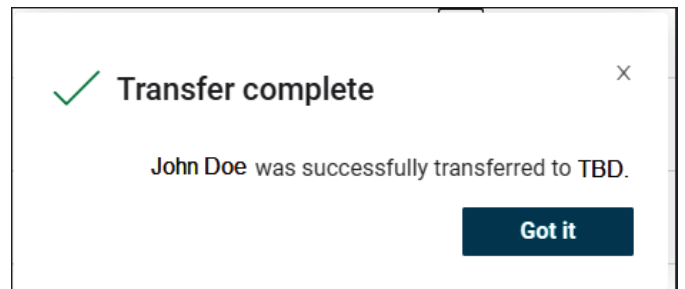 Transfer complete
John Doe was successfully transferred to TBD.
Got it